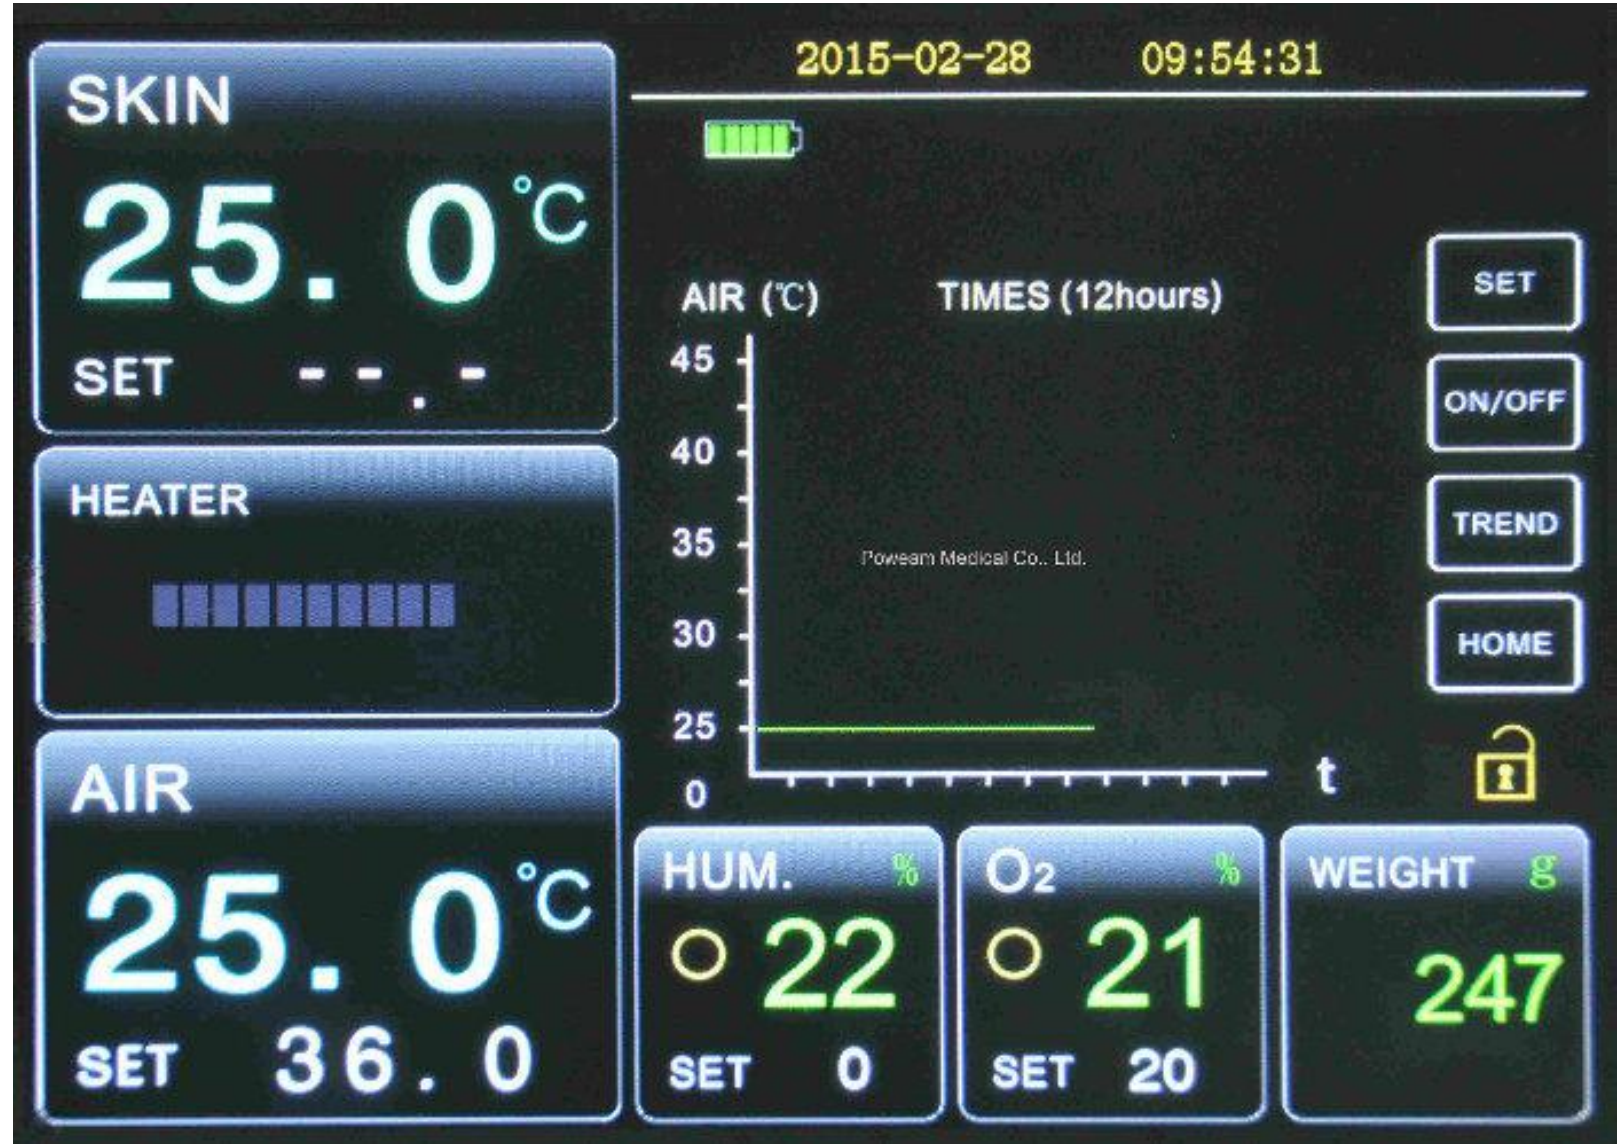 2015-02-28 09:54:31
SKIN
25.0°C
SET --.-
HEATER
AIR
25.0°C
SET 36.0
AIR (℃) TIMES (12hours)
45
40
35
30
25
0
t
Poweam Medical Co., Ltd.
SET
ON/OFF
TREND
HOME
HUM. %
22
SET 0
O₂ %
21
SET 20
WEIGHT g
247